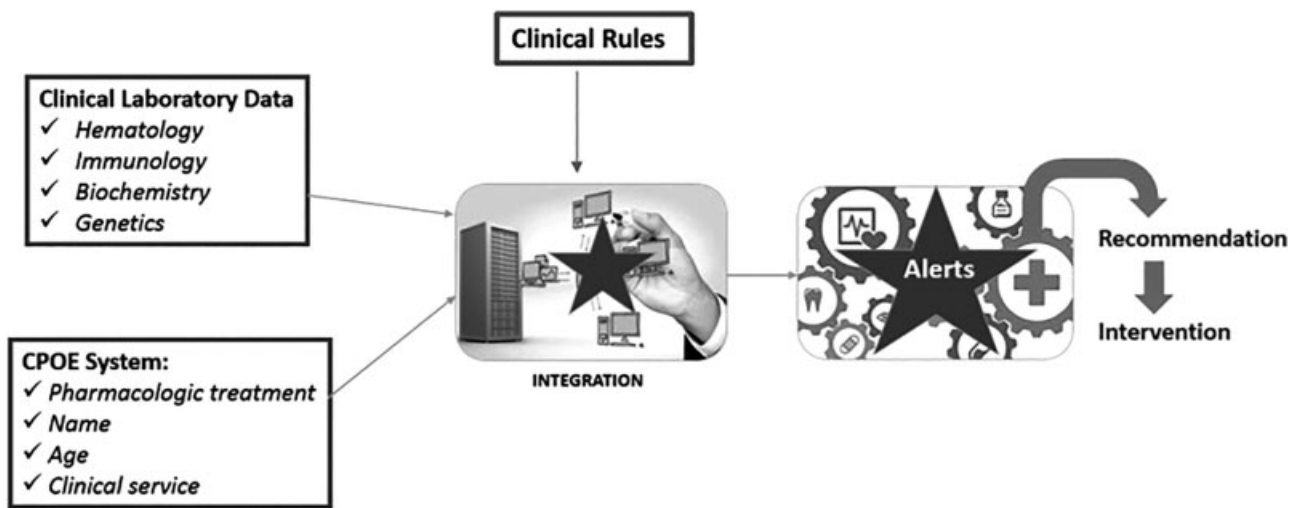 Clinical Rules
Clinical Laboratory Data
✓ Hematology
✓ Immunology
✓ Biochemistry
✓ Genetics
CPOE System:
✓ Pharmacologic treatment
✓ Name
✓ Age
✓ Clinical service
INTEGRATION
Alerts
Recommendation
Intervention